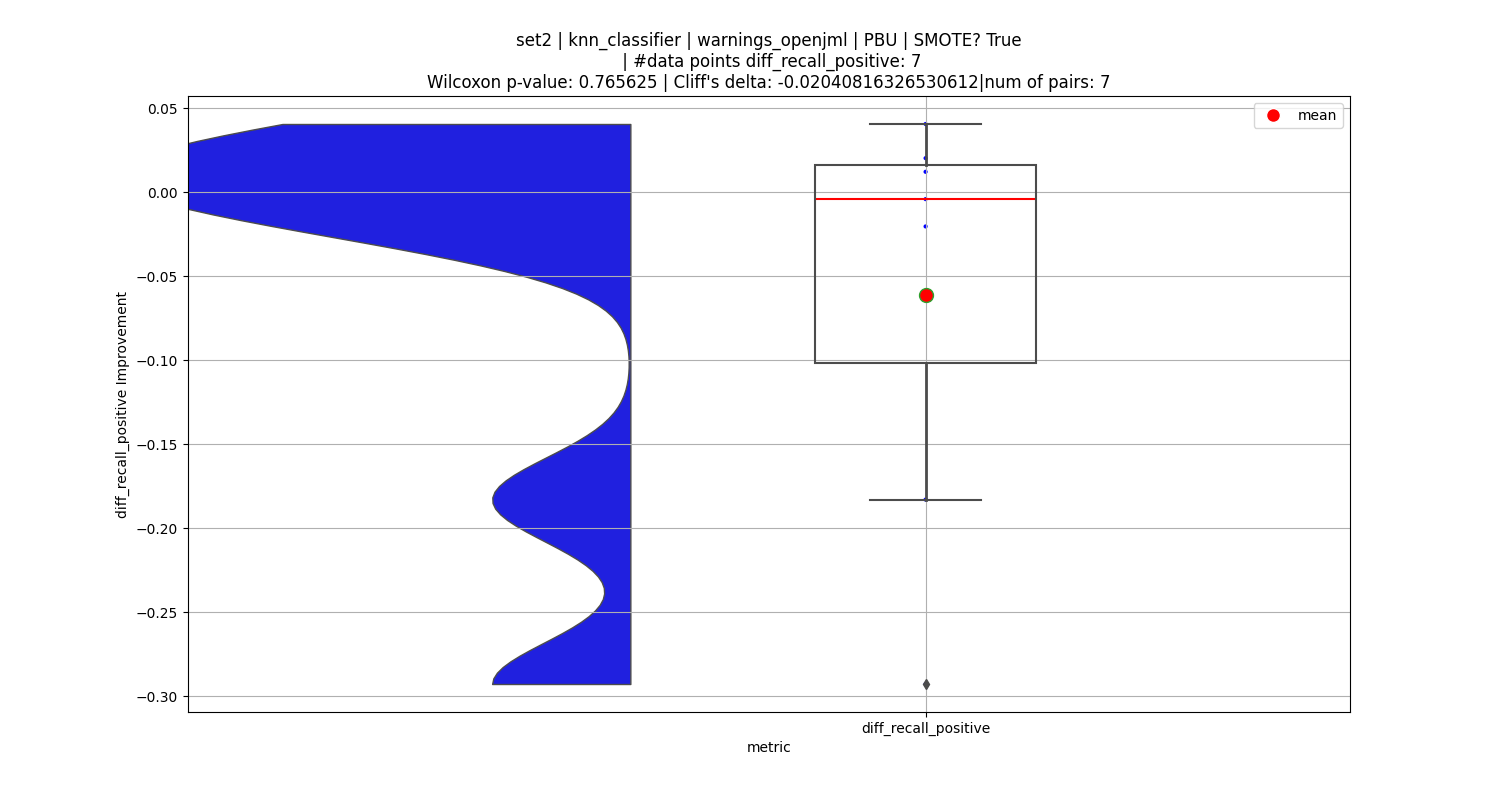 set2 | knn_classifier | warnings_openjml | PBU | SMOTE? True
| #data points diff_recall_positive: 7
Wilcoxon p-value: 0.765625 | Cliff's delta: -0.02040816326530612|num of pairs: 7
mean
0.05
0.00
−0.05
−0.10
−0.15
−0.20
−0.25
−0.30
diff_recall_positive Improvement
diff_recall_positive
metric